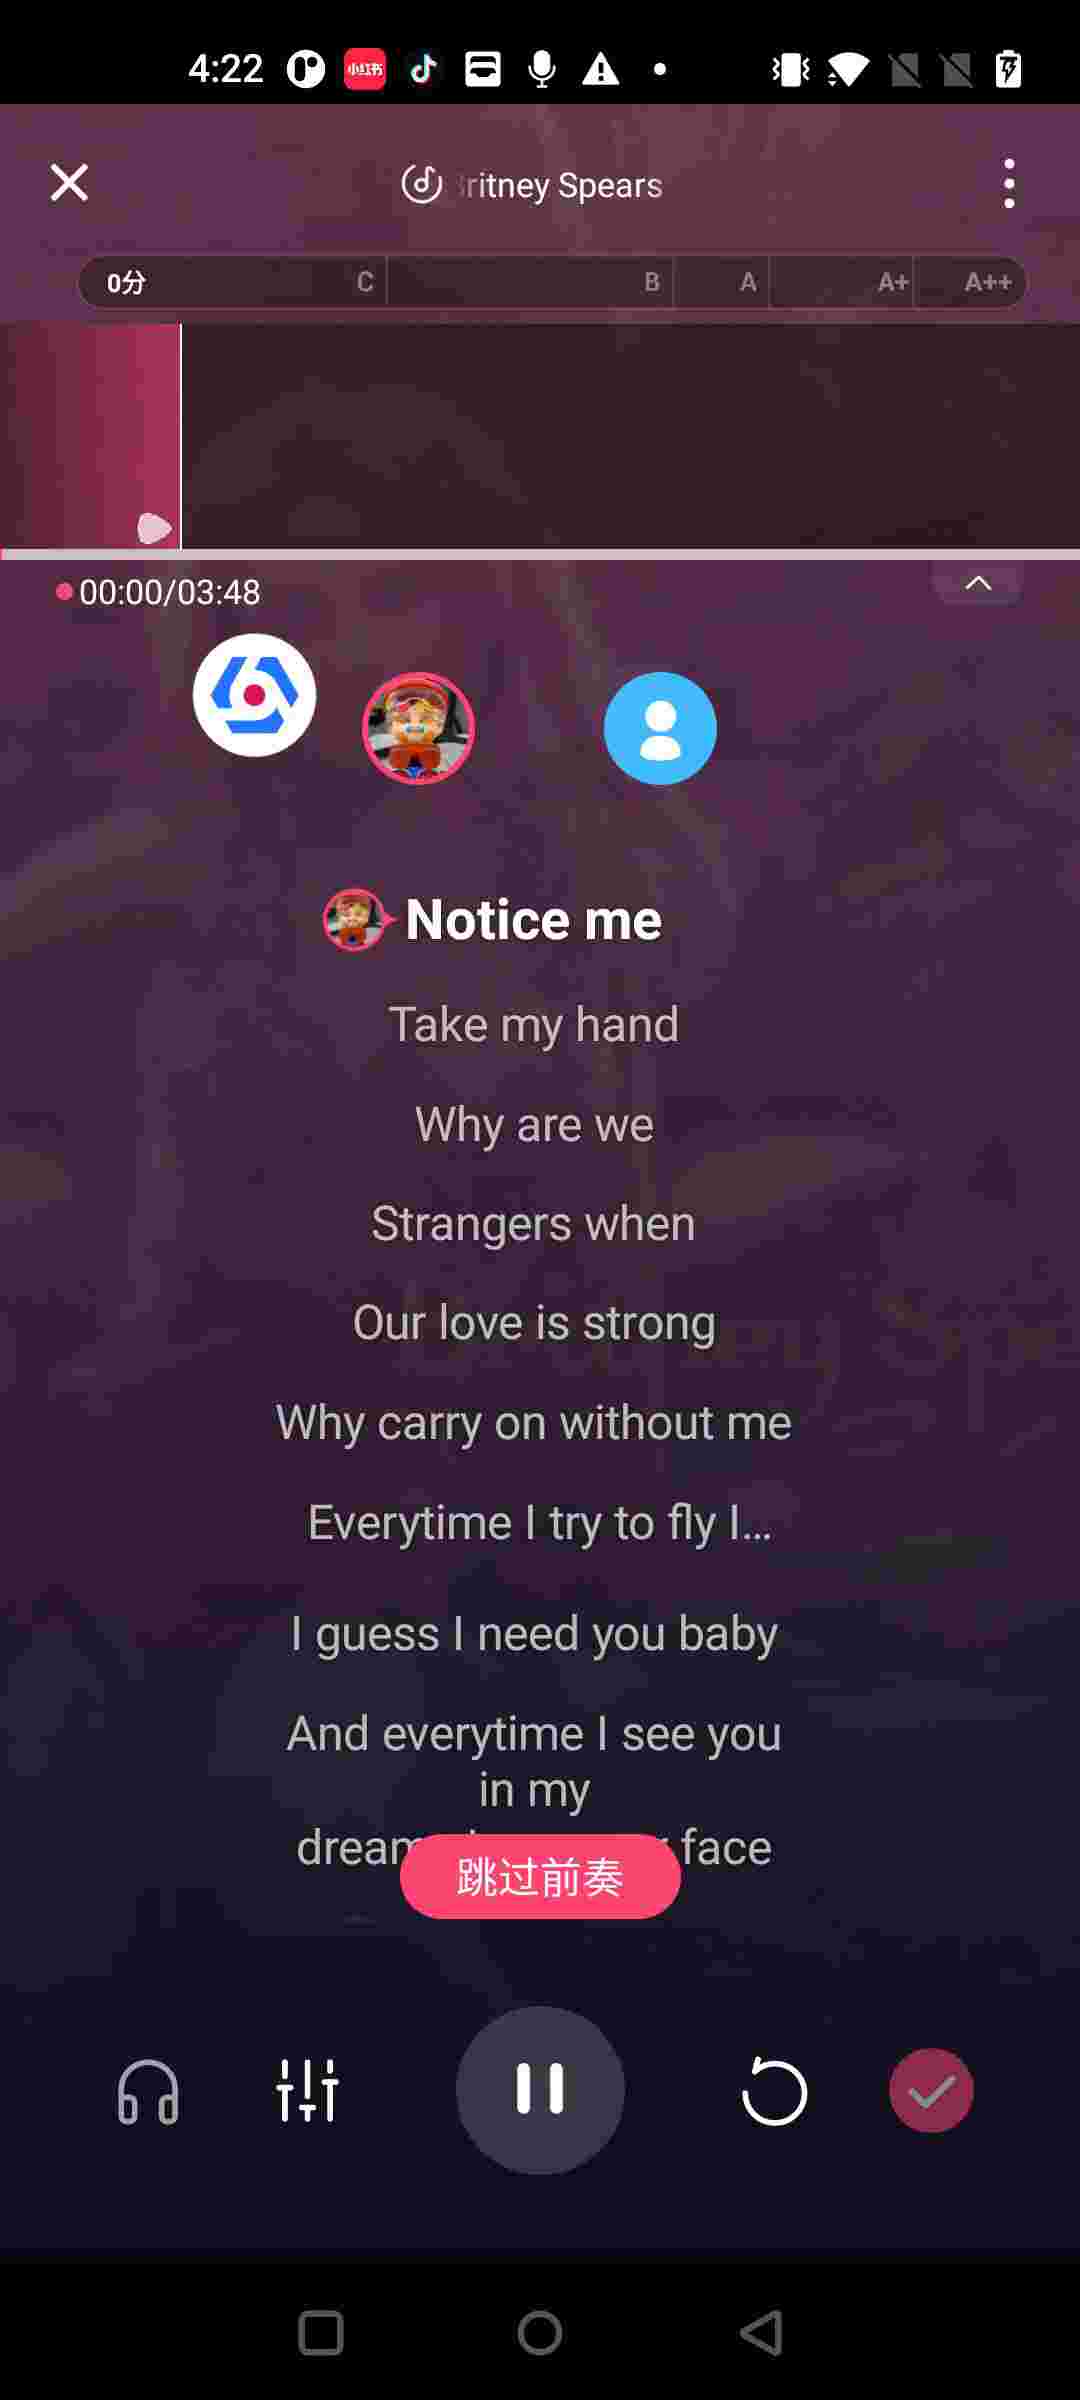 4:22
小红书
ritney Spears
0分 C B A A+ A++
00:00/03:48
Notice me
Take my hand
Why are we
Strangers when
Our love is strong
Why carry on without me
Everytime I try to fly I...
I guess I need you baby
And everytime I see you
in my
face
跳过前奏